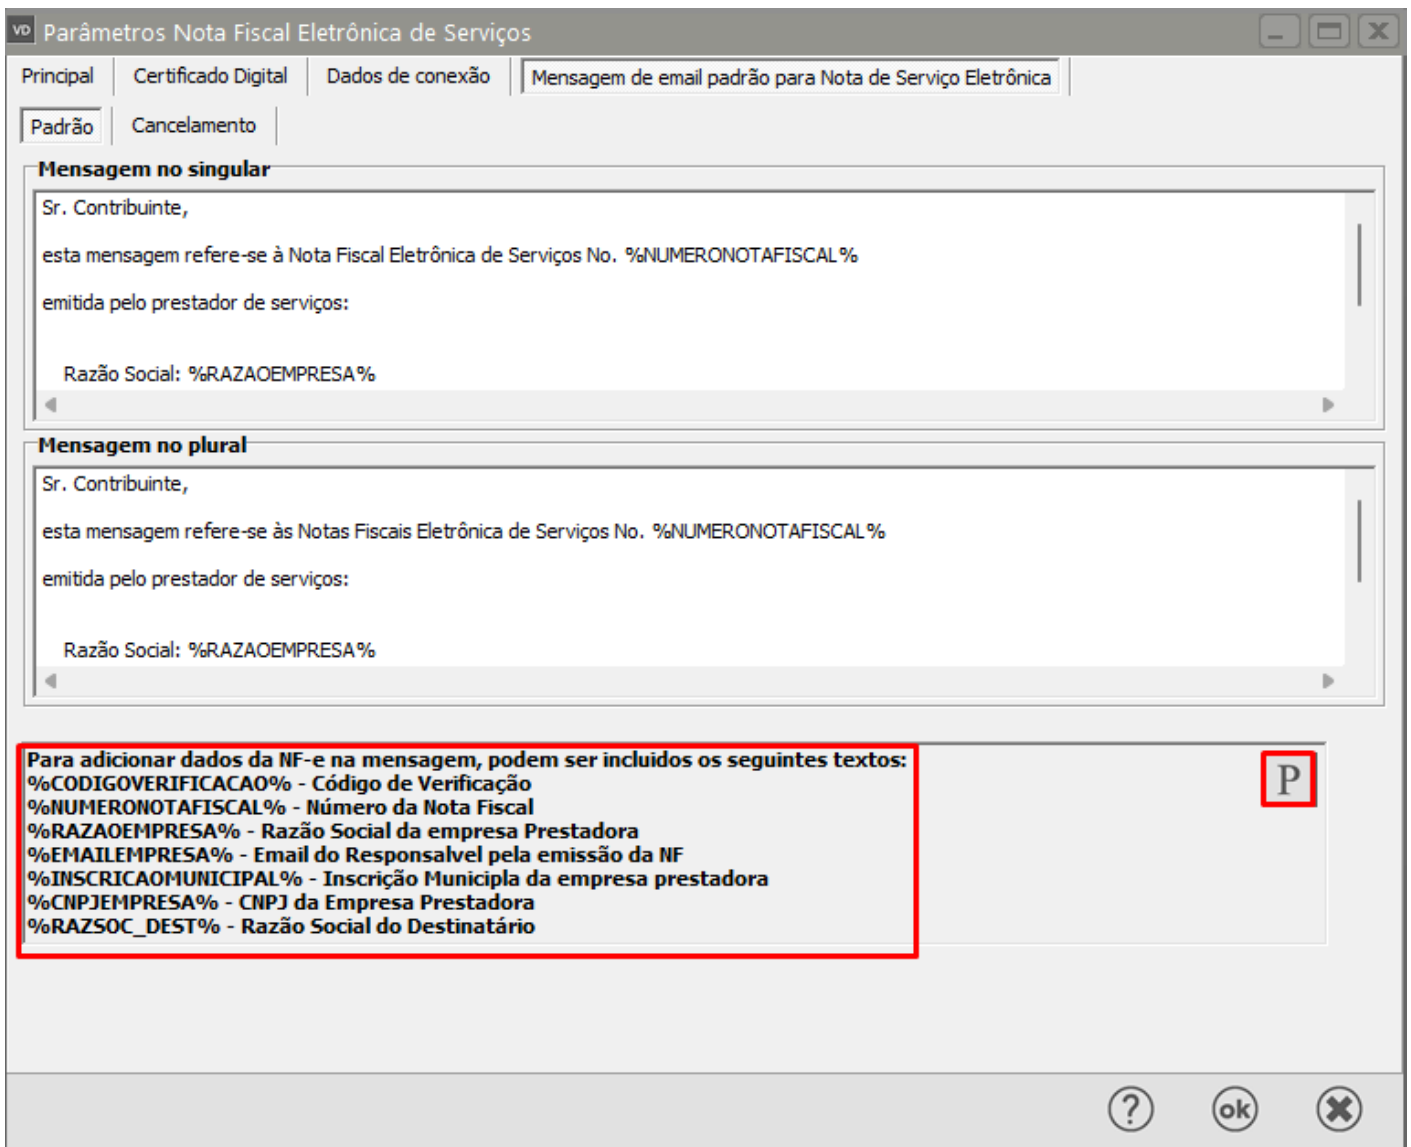 VD Parâmetros Nota Fiscal Eletrônica de Serviços
Principal Certificado Digital Dados de conexão Mensagem de email padrão para Nota de Serviço Eletrônica
Padrão Cancelamento
Mensagem no singular
Sr. Contribuinte,
esta mensagem refere-se à Nota Fiscal Eletrônica de Serviços No. %NUMERONOTAFISCAL%
emitida pelo prestador de serviços:
Razão Social: %RAZAOEMPRESA%
Mensagem no plural
Sr. Contribuinte,
esta mensagem refere-se às Notas Fiscais Eletrônica de Serviços No. %NUMERONOTAFISCAL%
emitida pelo prestador de serviços:
Razão Social: %RAZAOEMPRESA%
Para adicionar dados da NF-e na mensagem, podem ser incluidos os seguintes textos:
%CODIGOVERIFICACAO% - Código de Verificação
%NUMERONOTAFISCAL% - Número da Nota Fiscal
%RAZAOEMPRESA% - Razão Social da empresa Prestadora
%EMAILEMPRESA% - Email do Responsalvel pela emissão da NF
%INSCRICAOMUNICIPAL% - Inscrição Municipla da empresa prestadora
%CNPJEMPRESA% - CNPJ da Empresa Prestadora
%RAZSOC_DEST% - Razão Social do Destinatário
P
? ok